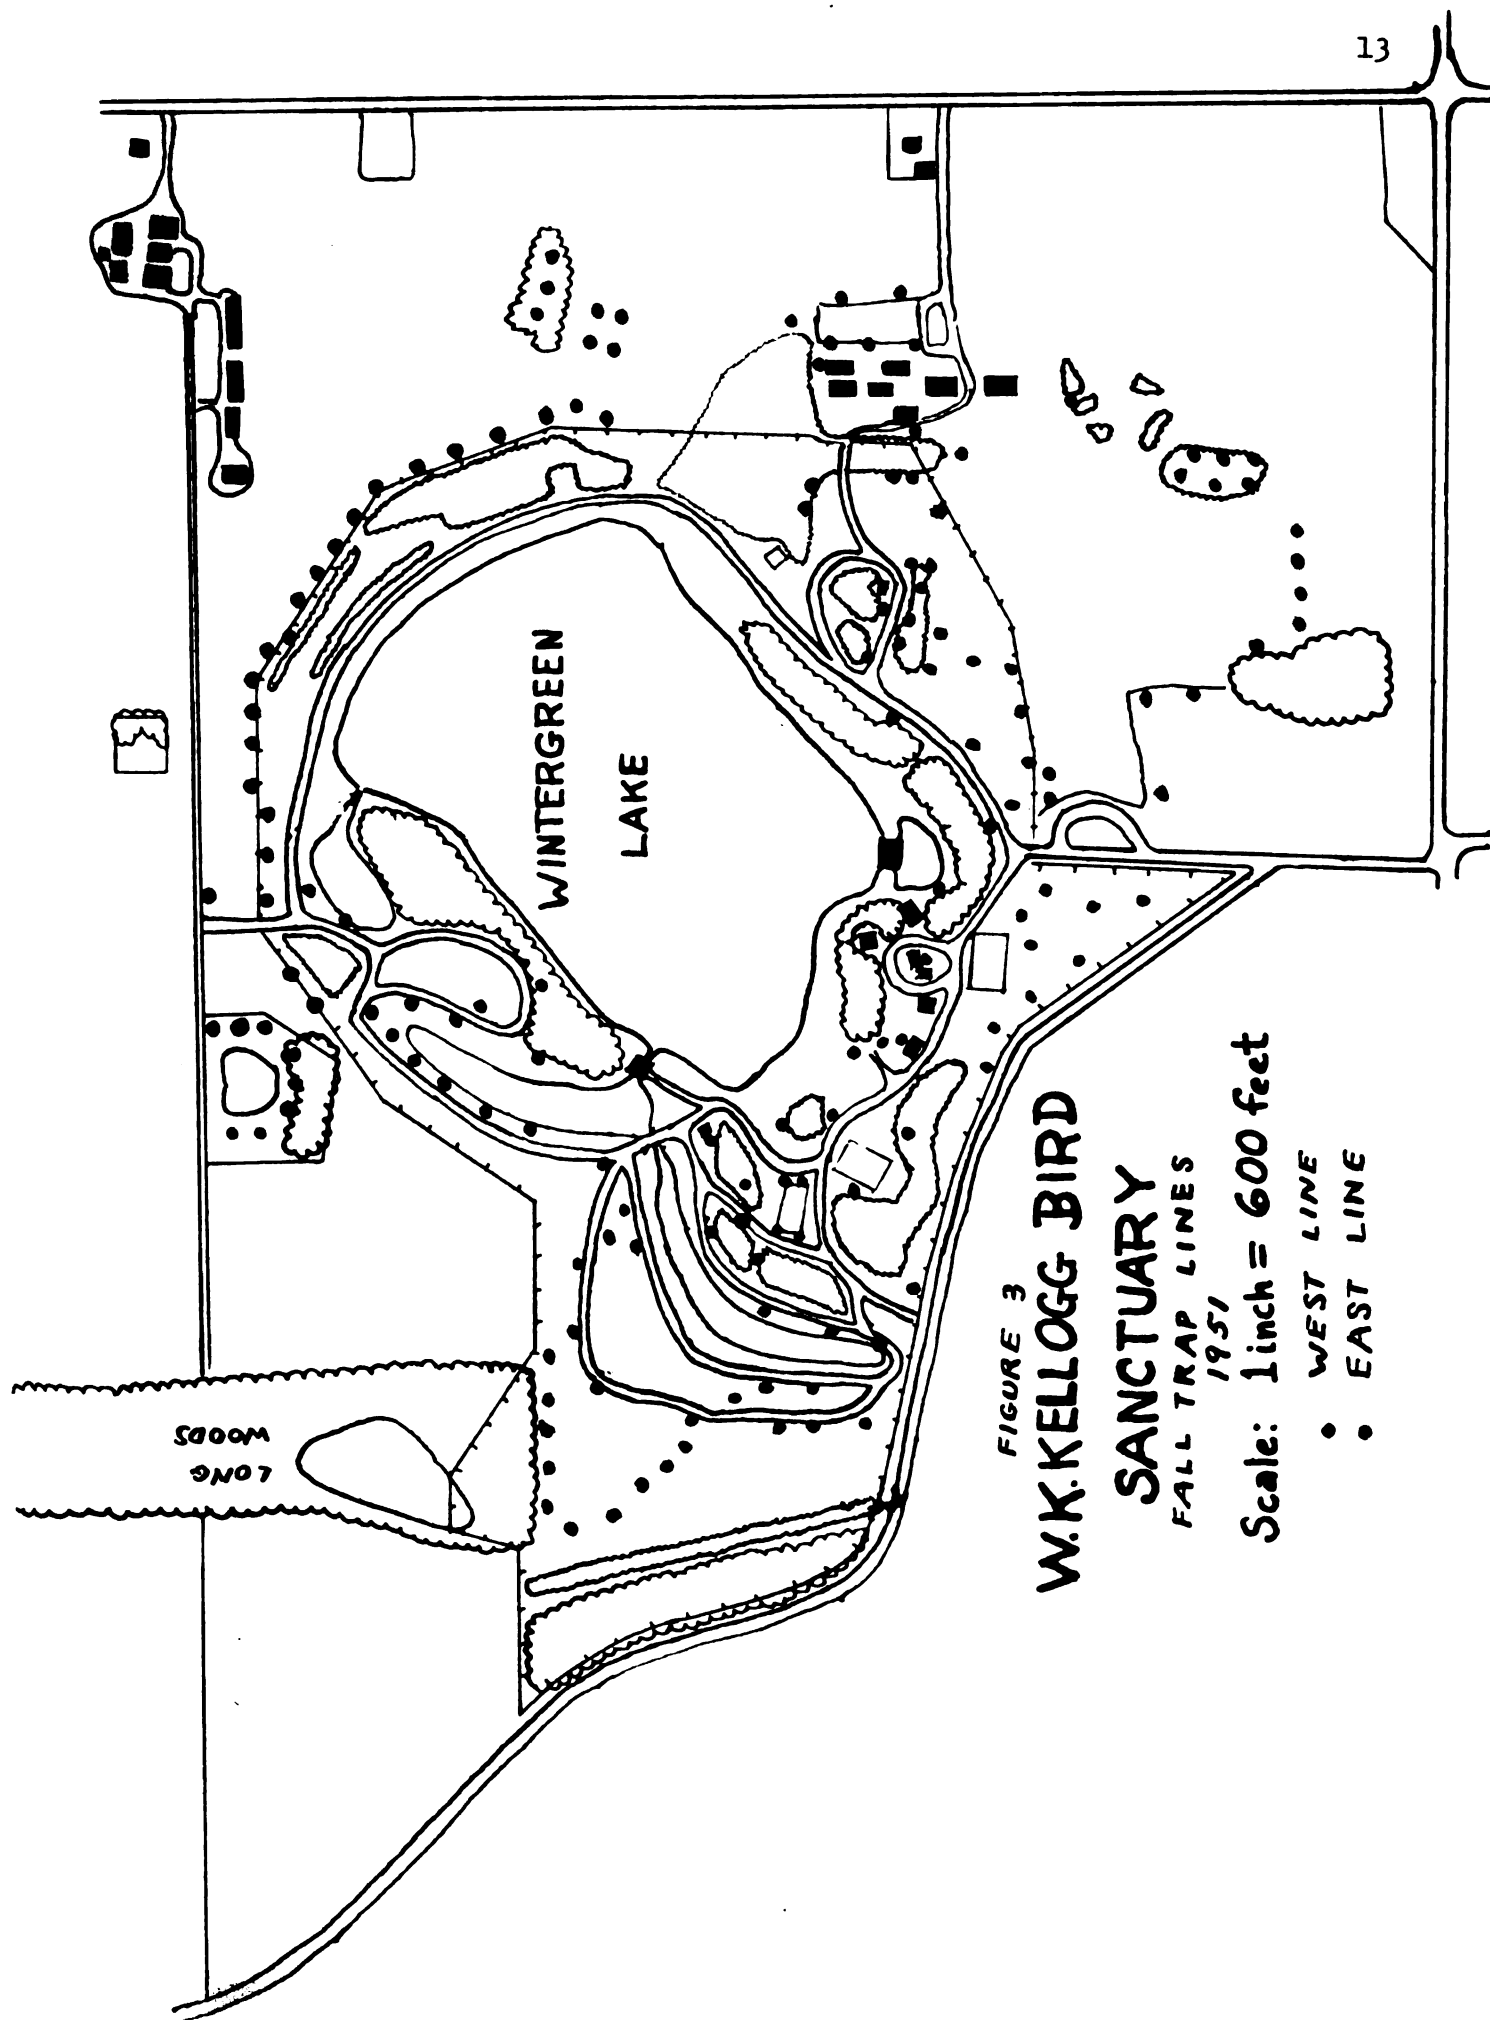 13
WINTERGREEN
LAKE
LONG
WOODS
FIGURE 3
W.K.KELLOGG BIRD
SANCTUARY
FALL TRAP LINES
1951
Scale: 1inch = 600 feet
WEST LINE
EAST LINE